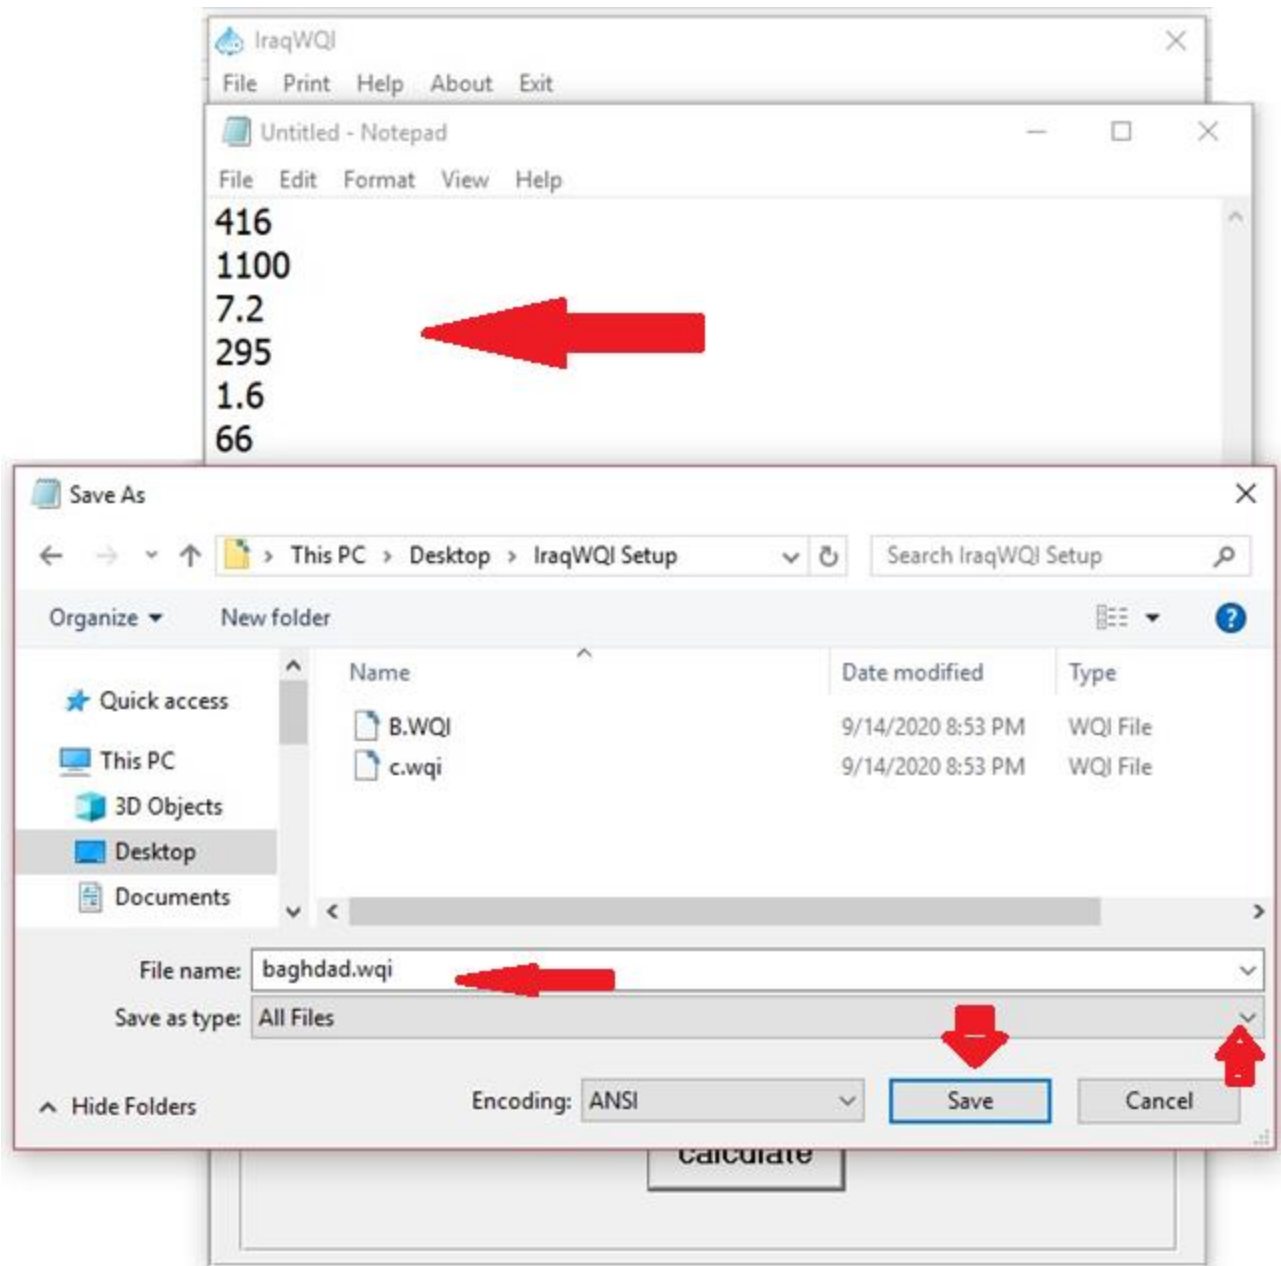 IraqWQI
File Print Help About Exit
Untitled - Notepad
File Edit Format View Help
416
1100
7.2
295
1.6
66
Save As
This PC > Desktop > IraqWQI Setup
Search IraqWQI Setup
Organize
New folder
Name Date modified Type
Quick access
B.WQI 9/14/2020 8:53 PM WQI File
This PC
c.wqi 9/14/2020 8:53 PM WQI File
3D Objects
Desktop
Documents
File name: baghdad.wqi
Save as type: All Files
Hide Folders
Encoding: ANSI
Save
Cancel
calculate